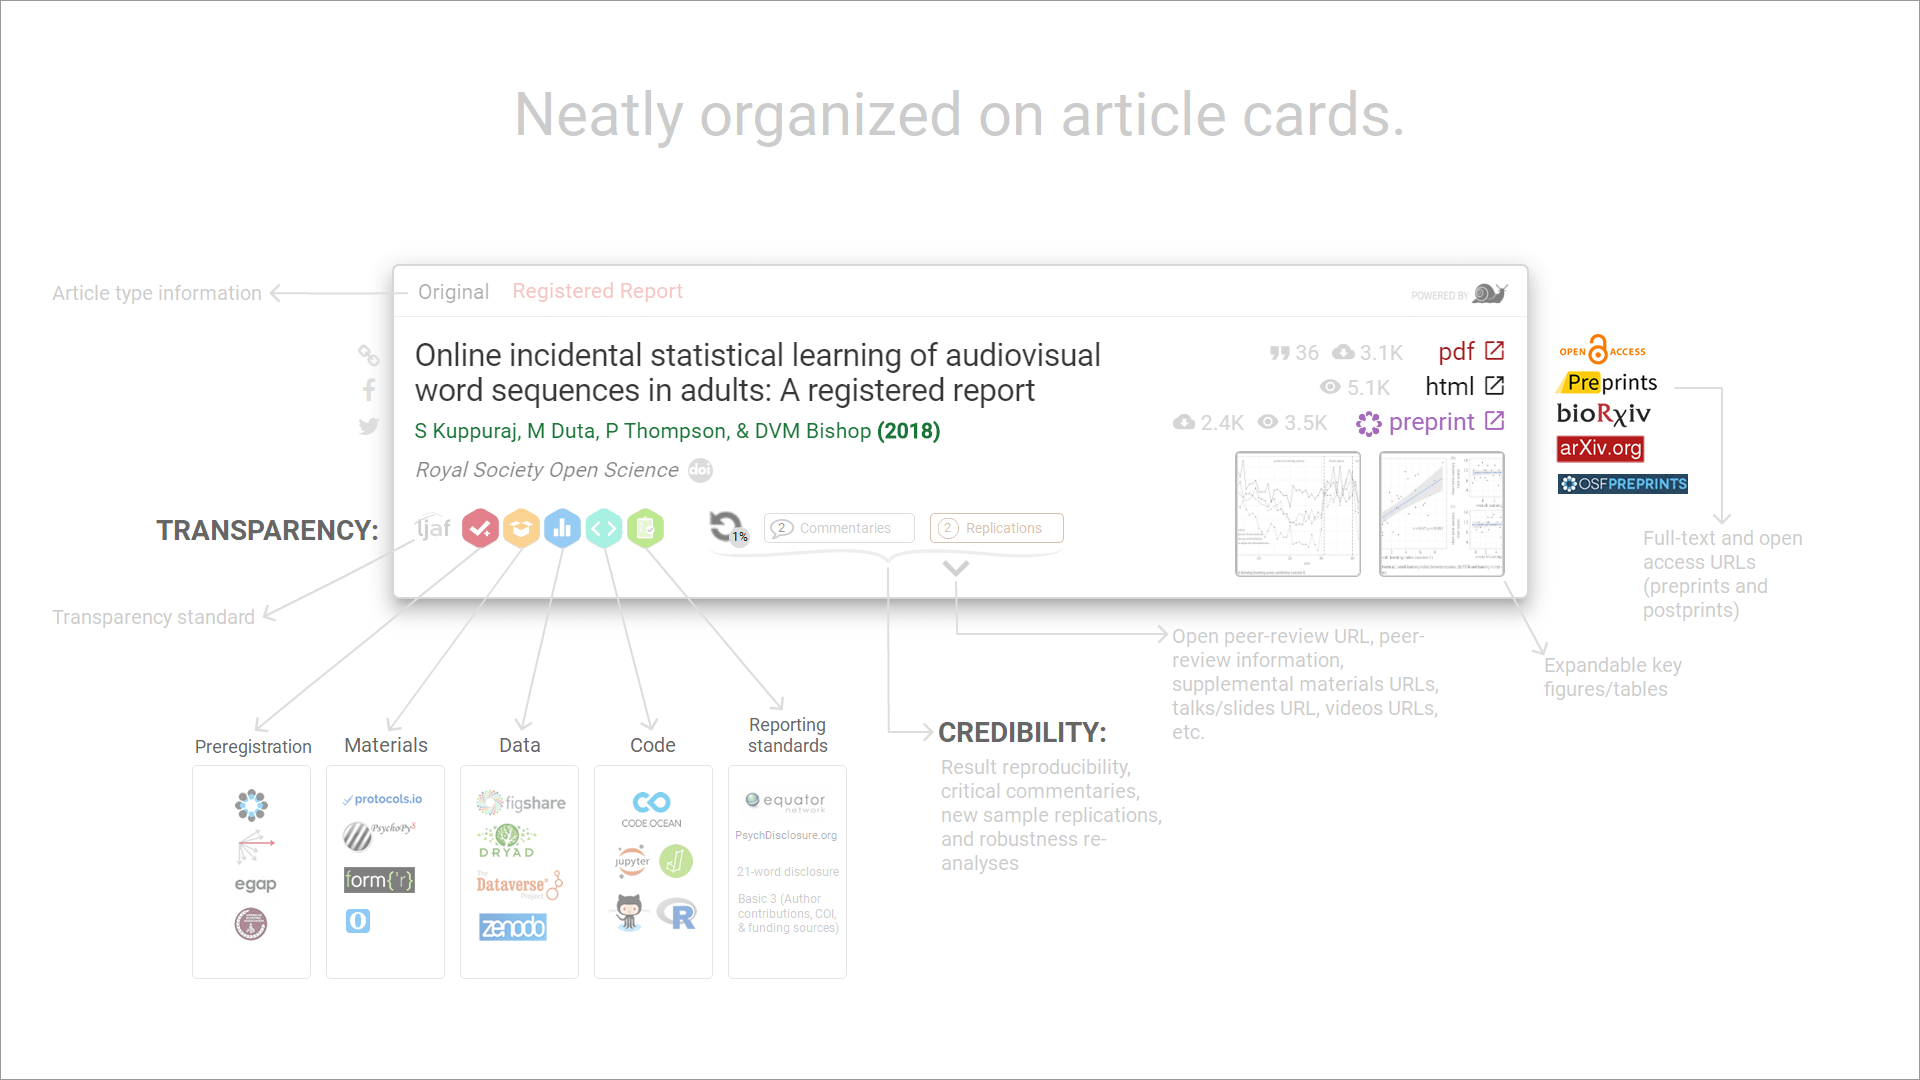 Neatly organized on article cards.
Article type information
Original Registered Report
POWERED BY
Online incidental statistical learning of audiovisual
word sequences in adults: A registered report
S Kuppuraj, M Duta, P Thompson, & DVM Bishop (2018)
Royal Society Open Science doi
36 3.1K pdf
5.1K html
2.4K 3.5K preprint
OPEN ACCESS
Preprints
bioRxiv
arXiv.org
OSFPREPRINTS
TRANSPARENCY:
ljaf
1%
2 Commentaries
2 Replications
Full-text and open
access URLs
(preprints and
postprints)
Transparency standard
Open peer-review URL, peer-
review information,
supplemental materials URLs,
talks/slides URL, videos URLs,
etc.
Expandable key
figures/tables
CREDIBILITY:
Result reproducibility,
critical commentaries,
new sample replications,
and robustness re-
analyses
Preregistration
egap
Materials
protocols.io
PsychoPy
form{'r}
Data
figshare
DRYAD
The
Dataverse
Project
zenodo
Code
CODE OCEAN
jupyter
R
Reporting
standards
equator
network
PsychDisclosure.org
21-word disclosure
Basic 3 (Author
contributions, COI,
& funding sources)